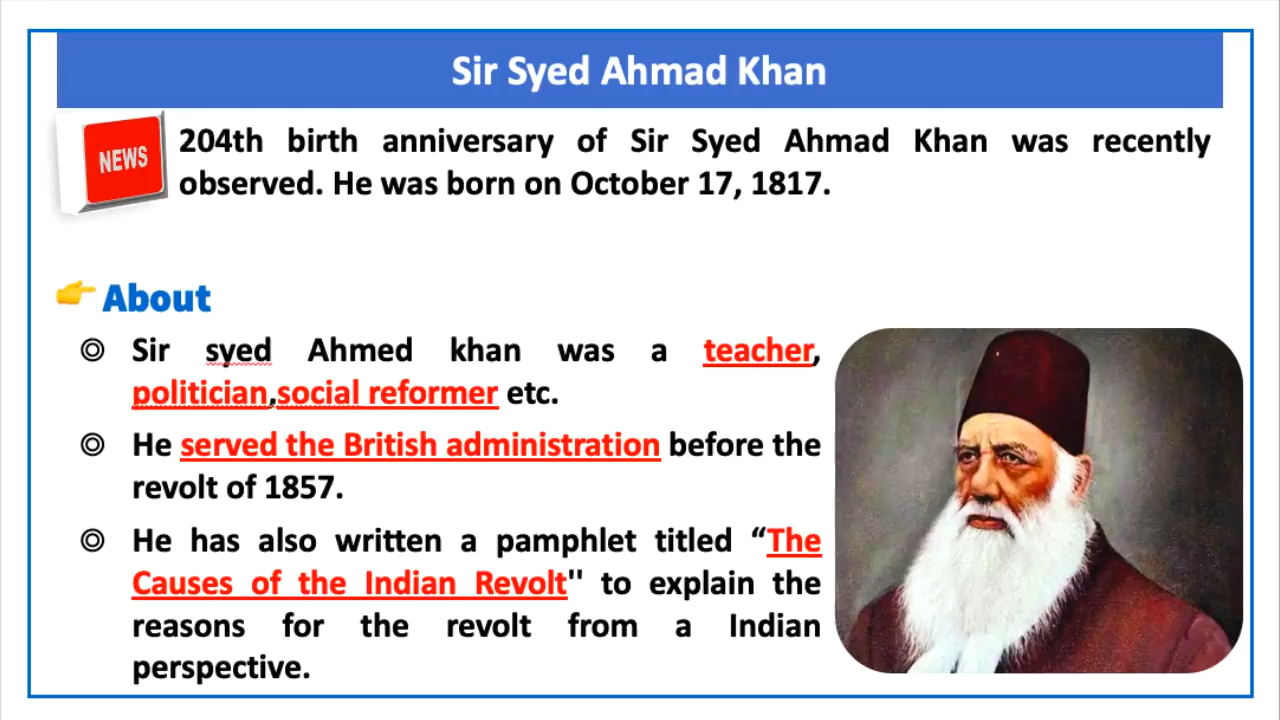 Sir Syed Ahmad Khan
NEWS
204th birth anniversary of Sir Syed Ahmad Khan was recently
observed. He was born on October 17, 1817.
About
Sir syed Ahmed khan was a teacher,
politician,social reformer etc.
He served the British administration before the
revolt of 1857.
He has also written a pamphlet titled “The
Causes of the Indian Revolt'' to explain the
reasons for the revolt from a Indian
perspective.